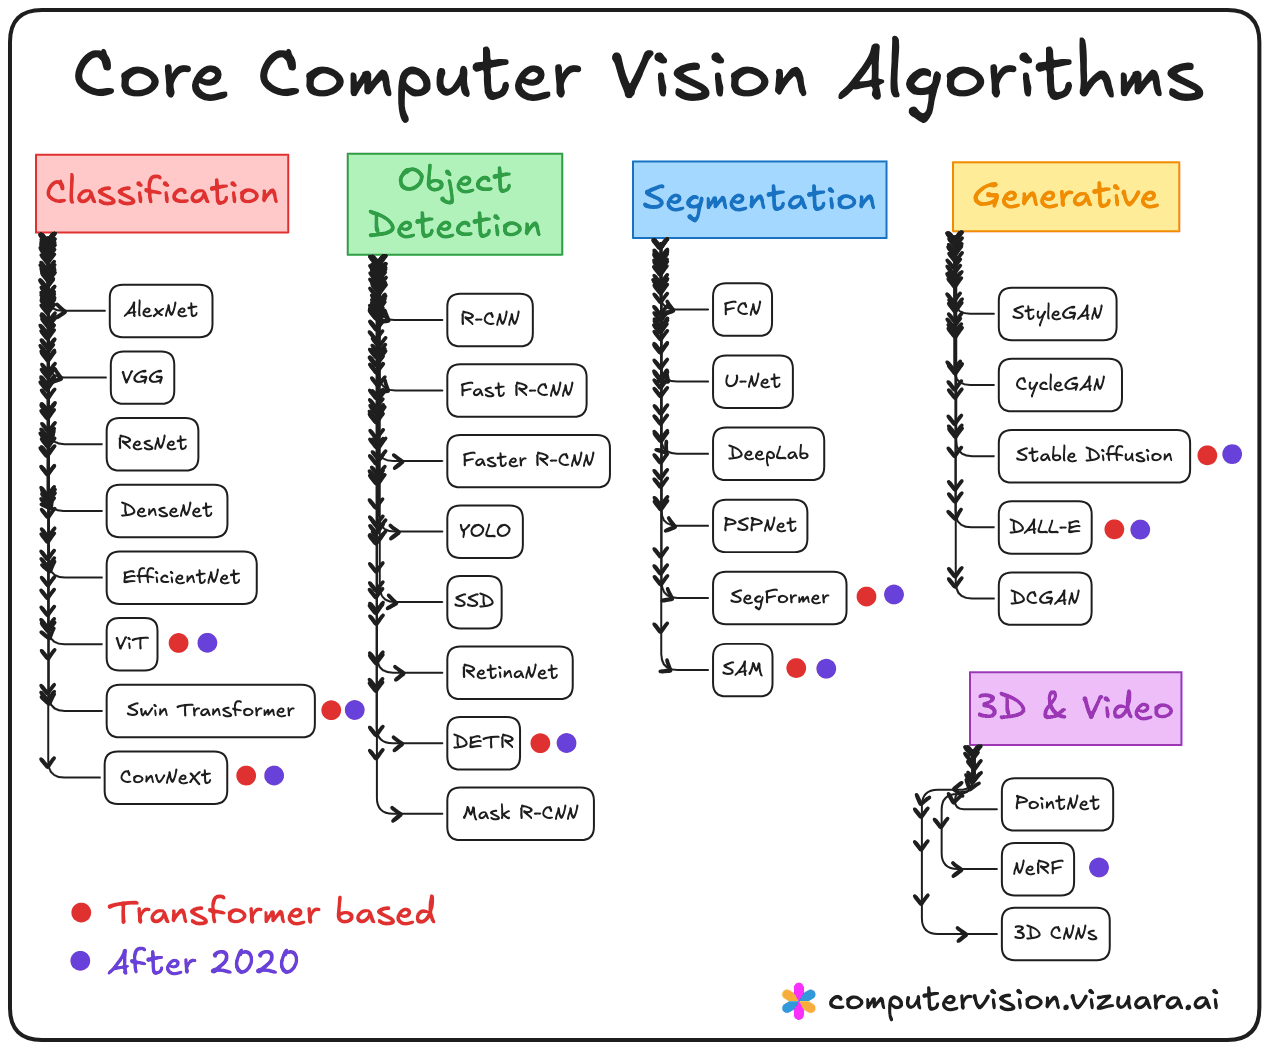 Core Computer Vision Algorithms
Classification
AlexNet
VGG
ResNet
DenseNet
EfficientNet
ViT
Swin Transformer
ConvNeXt
Object
Detection
R-CNN
Fast R-CNN
Faster R-CNN
YOLO
SSD
RetinaNet
DETR
Mask R-CNN
Segmentation
FCN
U-Net
DeepLab
PSPNet
SegFormer
SAM
Generative
StyleGAN
CycleGAN
Stable Diffusion
DALL-E
DCGAN
3D & Video
PointNet
NeRF
3D CNNs
Transformer based
After 2020
computervision.vizuara.ai